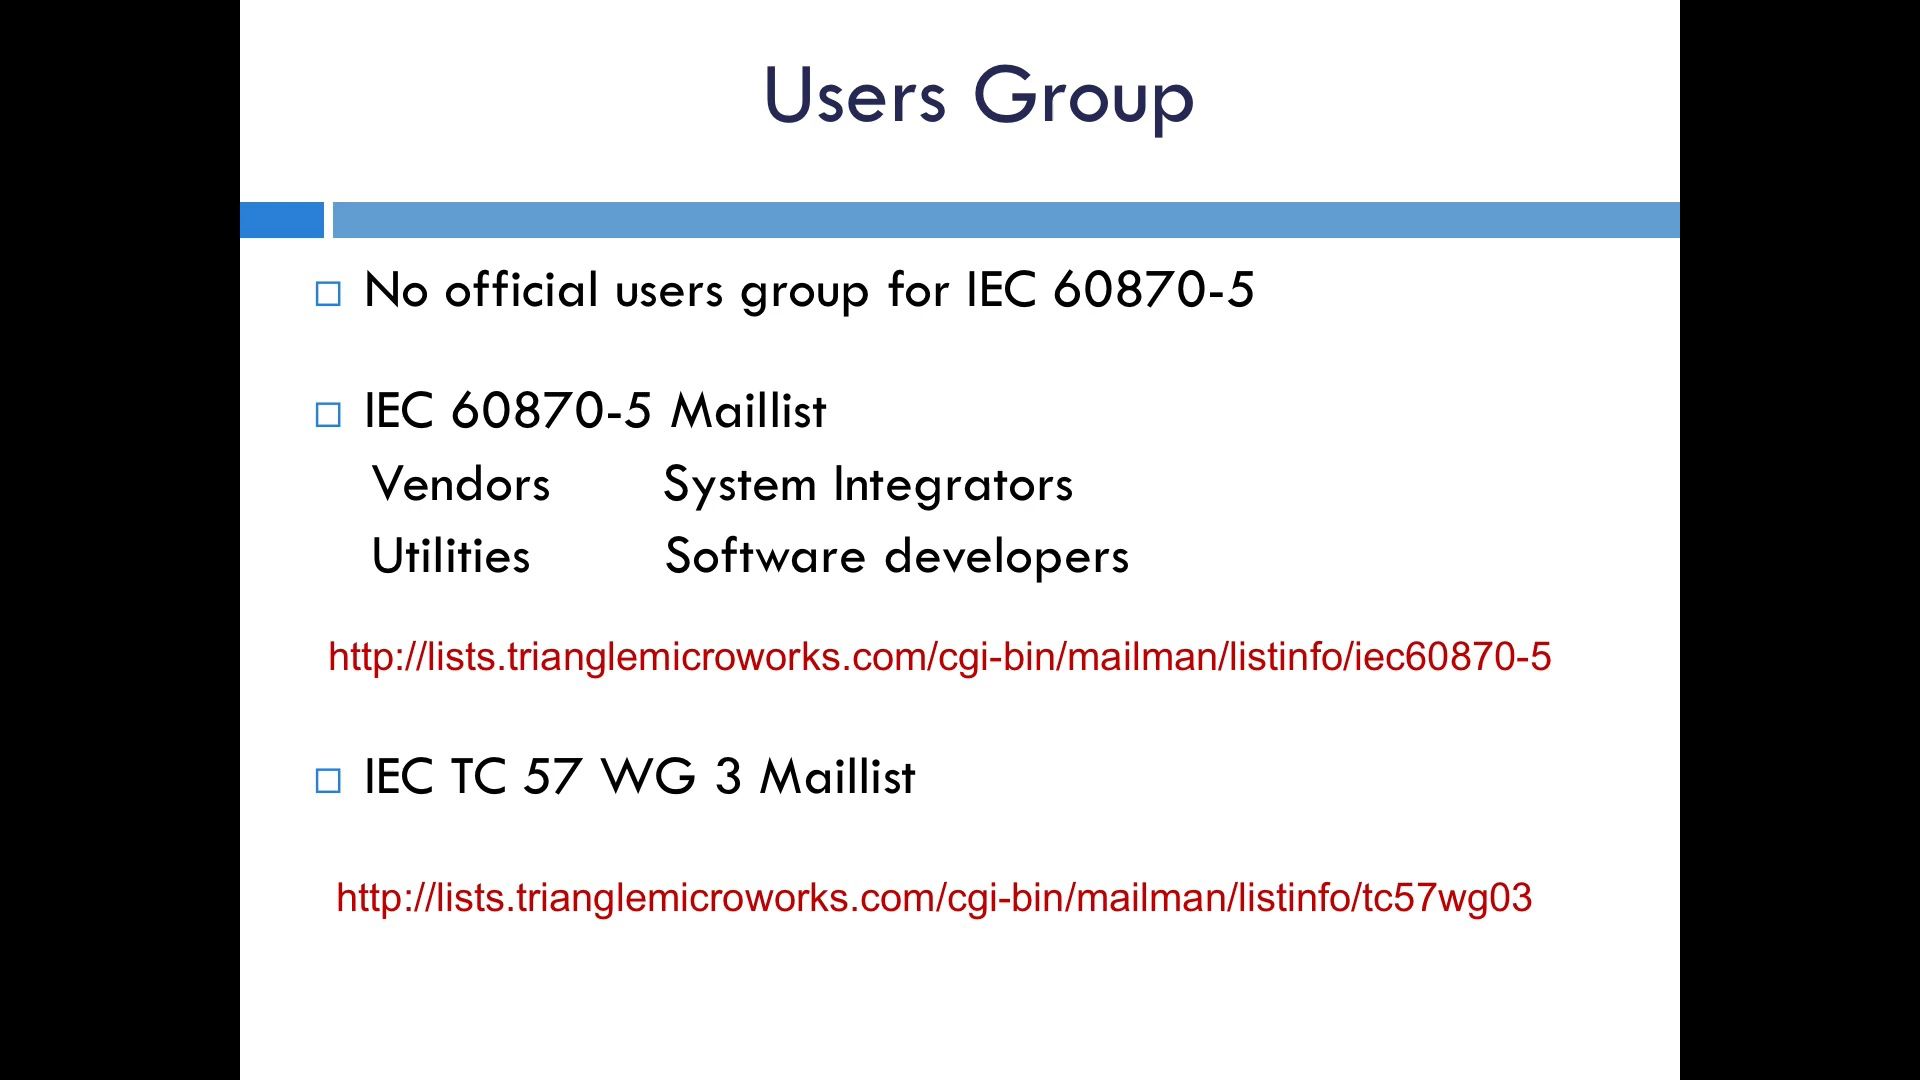 Users Group
No official users group for IEC 60870-5
IEC 60870-5 Maillist
Vendors System Integrators
Utilities Software developers
http://lists.trianglemicroworks.com/cgi-bin/mailman/listinfo/iec60870-5
IEC TC 57 WG 3 Maillist
http://lists.trianglemicroworks.com/cgi-bin/mailman/listinfo/tc57wg03